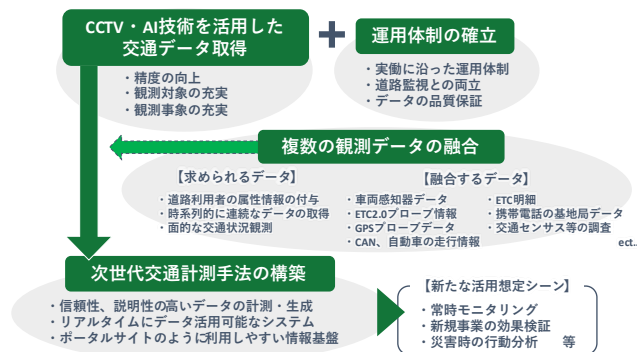 CCTV・AI技術を活用した
交通データ取得
・精度の向上
・観測対象の充実
・観測事象の充実
＋
運用体制の確立
・実働に沿った運用体制
・道路監視との両立
・データの品質保証
複数の観測データの融合
【求められるデータ】
・道路利用者の属性情報の付与
・時系列的に連続なデータの取得
・面的な交通状況観測
【融合するデータ】
・車両感知器データ
・ETC2.0プローブ情報
・GPSプローブデータ
・CAN、自動車の走行情報
・ETC明細
・携帯電話の基地局データ
・交通センサス等の調査
ect..
次世代交通計測手法の構築
・信頼性、説明性の高いデータの計測・生成
・リアルタイムにデータ活用可能なシステム
・ポータルサイトのように利用しやすい情報基盤
【新たな活用想定シーン】
・常時モニタリング
・新規事業の効果検証
・災害時の行動分析　等